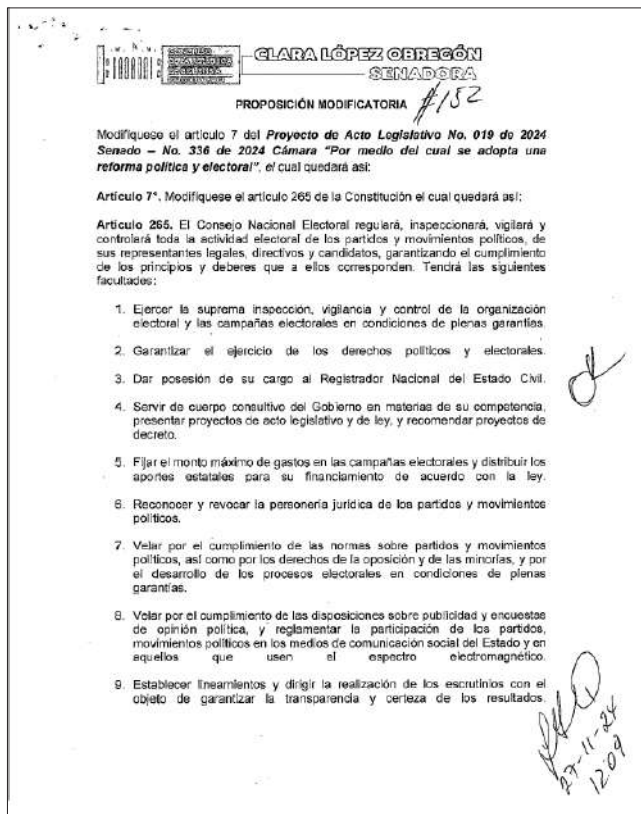 CLARA LÓPEZ OBREGÓN
SENADORA
PROPOSICIÓN MODIFICATORIA #152
Modifíquese el artículo 7 del Proyecto de Acto Legislativo No. 019 de 2024
Senado – No. 336 de 2024 Cámara "Por medio del cual se adopta una
reforma política y electoral", el cual quedará así:
Artículo 7°. Modifíquese el artículo 265 de la Constitución el cual quedará así:
Artículo 265. El Consejo Nacional Electoral regulará, inspeccionará, vigilará y
controlará toda la actividad electoral de los partidos y movimientos políticos, de
sus representantes legales, directivos y candidatos, garantizando el cumplimiento
de los principios y deberes que a ellos corresponden. Tendrá las siguientes
facultades:
1. Ejercer la suprema inspección, vigilancia y control de la organización
electoral y las campañas electorales en condiciones de plenas garantías.
2. Garantizar el ejercicio de los derechos políticos y electorales.
3. Dar posesión de su cargo al Registrador Nacional del Estado Civil.
4. Servir de cuerpo consultivo del Gobierno en materias de su competencia,
presentar proyectos de acto legislativo y de ley, y recomendar proyectos de
decreto.
5. Fijar el monto máximo de gastos en las campañas electorales y distribuir los
aportes estatales para su financiamiento de acuerdo con la ley.
6. Reconocer y revocar la personería jurídica de los partidos y movimientos
políticos.
7. Velar por el cumplimiento de las normas sobre partidos y movimientos
políticos, así como por los derechos de la oposición y de las minorías, y por
el desarrollo de los procesos electorales en condiciones de plenas
garantías.
8. Velar por el cumplimiento de las disposiciones sobre publicidad y encuestas
de opinión política, y reglamentar la participación de los partidos,
movimientos políticos en los medios de comunicación social del Estado y en
aquellos que usen el espectro electromagnético.
9. Establecer lineamientos y dirigir la realización de los escrutinios con el
objeto de garantizar la transparencia y certeza de los resultados.
27-11-24
12:09